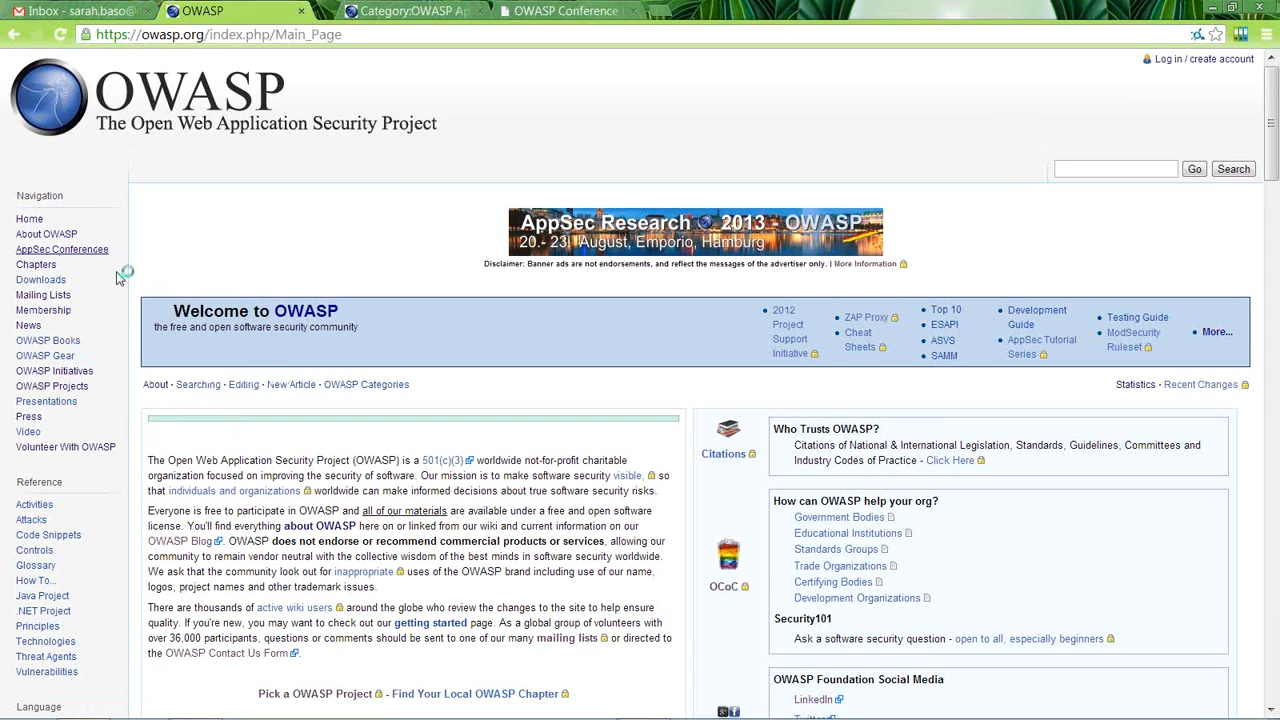 Inbox - sarah.baso@
OWASP
Category:OWASP Ap
OWASP Conference
https://owasp.org/index.php/Main_Page
Log in / create account
OWASP
The Open Web Application Security Project
Go
Search
Navigation
Home
About OWASP
AppSec Conferences
Chapters
Downloads
Mailing Lists
Membership
News
OWASP Books
OWASP Gear
OWASP Initiatives
OWASP Projects
Presentations
Press
Video
Volunteer With OWASP
Reference
Activities
Attacks
Code Snippets
Controls
Glossary
How To...
Java Project
.NET Project
Principles
Technologies
Threat Agents
Vulnerabilities
Language
AppSec Research 2013 - OWASP
20.- 23. August, Emporio, Hamburg
Disclaimer: Banner ads are not endorsements, and reflect the messages of the advertiser only. | More Information
Welcome to OWASP
the free and open software security community
• 2012
Project
Support
Initiative
• ZAP Proxy
• Cheat
Sheets
• Top 10
• ESAPI
• ASVS
• SAMM
• Development
Guide
• AppSec Tutorial
Series
• Testing Guide
• ModSecurity
Ruleset
• More...
About · Searching · Editing · New Article · OWASP Categories
Statistics · Recent Changes
The Open Web Application Security Project (OWASP) is a 501(c)(3) worldwide not-for-profit charitable
organization focused on improving the security of software. Our mission is to make software security visible, so
that individuals and organizations worldwide can make informed decisions about true software security risks.
Everyone is free to participate in OWASP and all of our materials are available under a free and open software
license. You'll find everything about OWASP here on or linked from our wiki and current information on our
OWASP Blog. OWASP does not endorse or recommend commercial products or services, allowing our
community to remain vendor neutral with the collective wisdom of the best minds in software security worldwide.
We ask that the community look out for inappropriate uses of the OWASP brand including use of our name,
logos, project names and other trademark issues.
There are thousands of active wiki users around the globe who review the changes to the site to help ensure
quality. If you're new, you may want to check out our getting started page. As a global group of volunteers with
over 36,000 participants, questions or comments should be sent to one of our many mailing lists or directed to
the OWASP Contact Us Form.
Pick a OWASP Project - Find Your Local OWASP Chapter
Citations
Who Trusts OWASP?
Citations of National & International Legislation, Standards, Guidelines, Committees and
Industry Codes of Practice - Click Here
OCoC
How can OWASP help your org?
Government Bodies
Educational Institutions
Standards Groups
Trade Organizations
Certifying Bodies
Development Organizations
Security101
Ask a software security question - open to all, especially beginners
OWASP Foundation Social Media
LinkedIn
Twitter